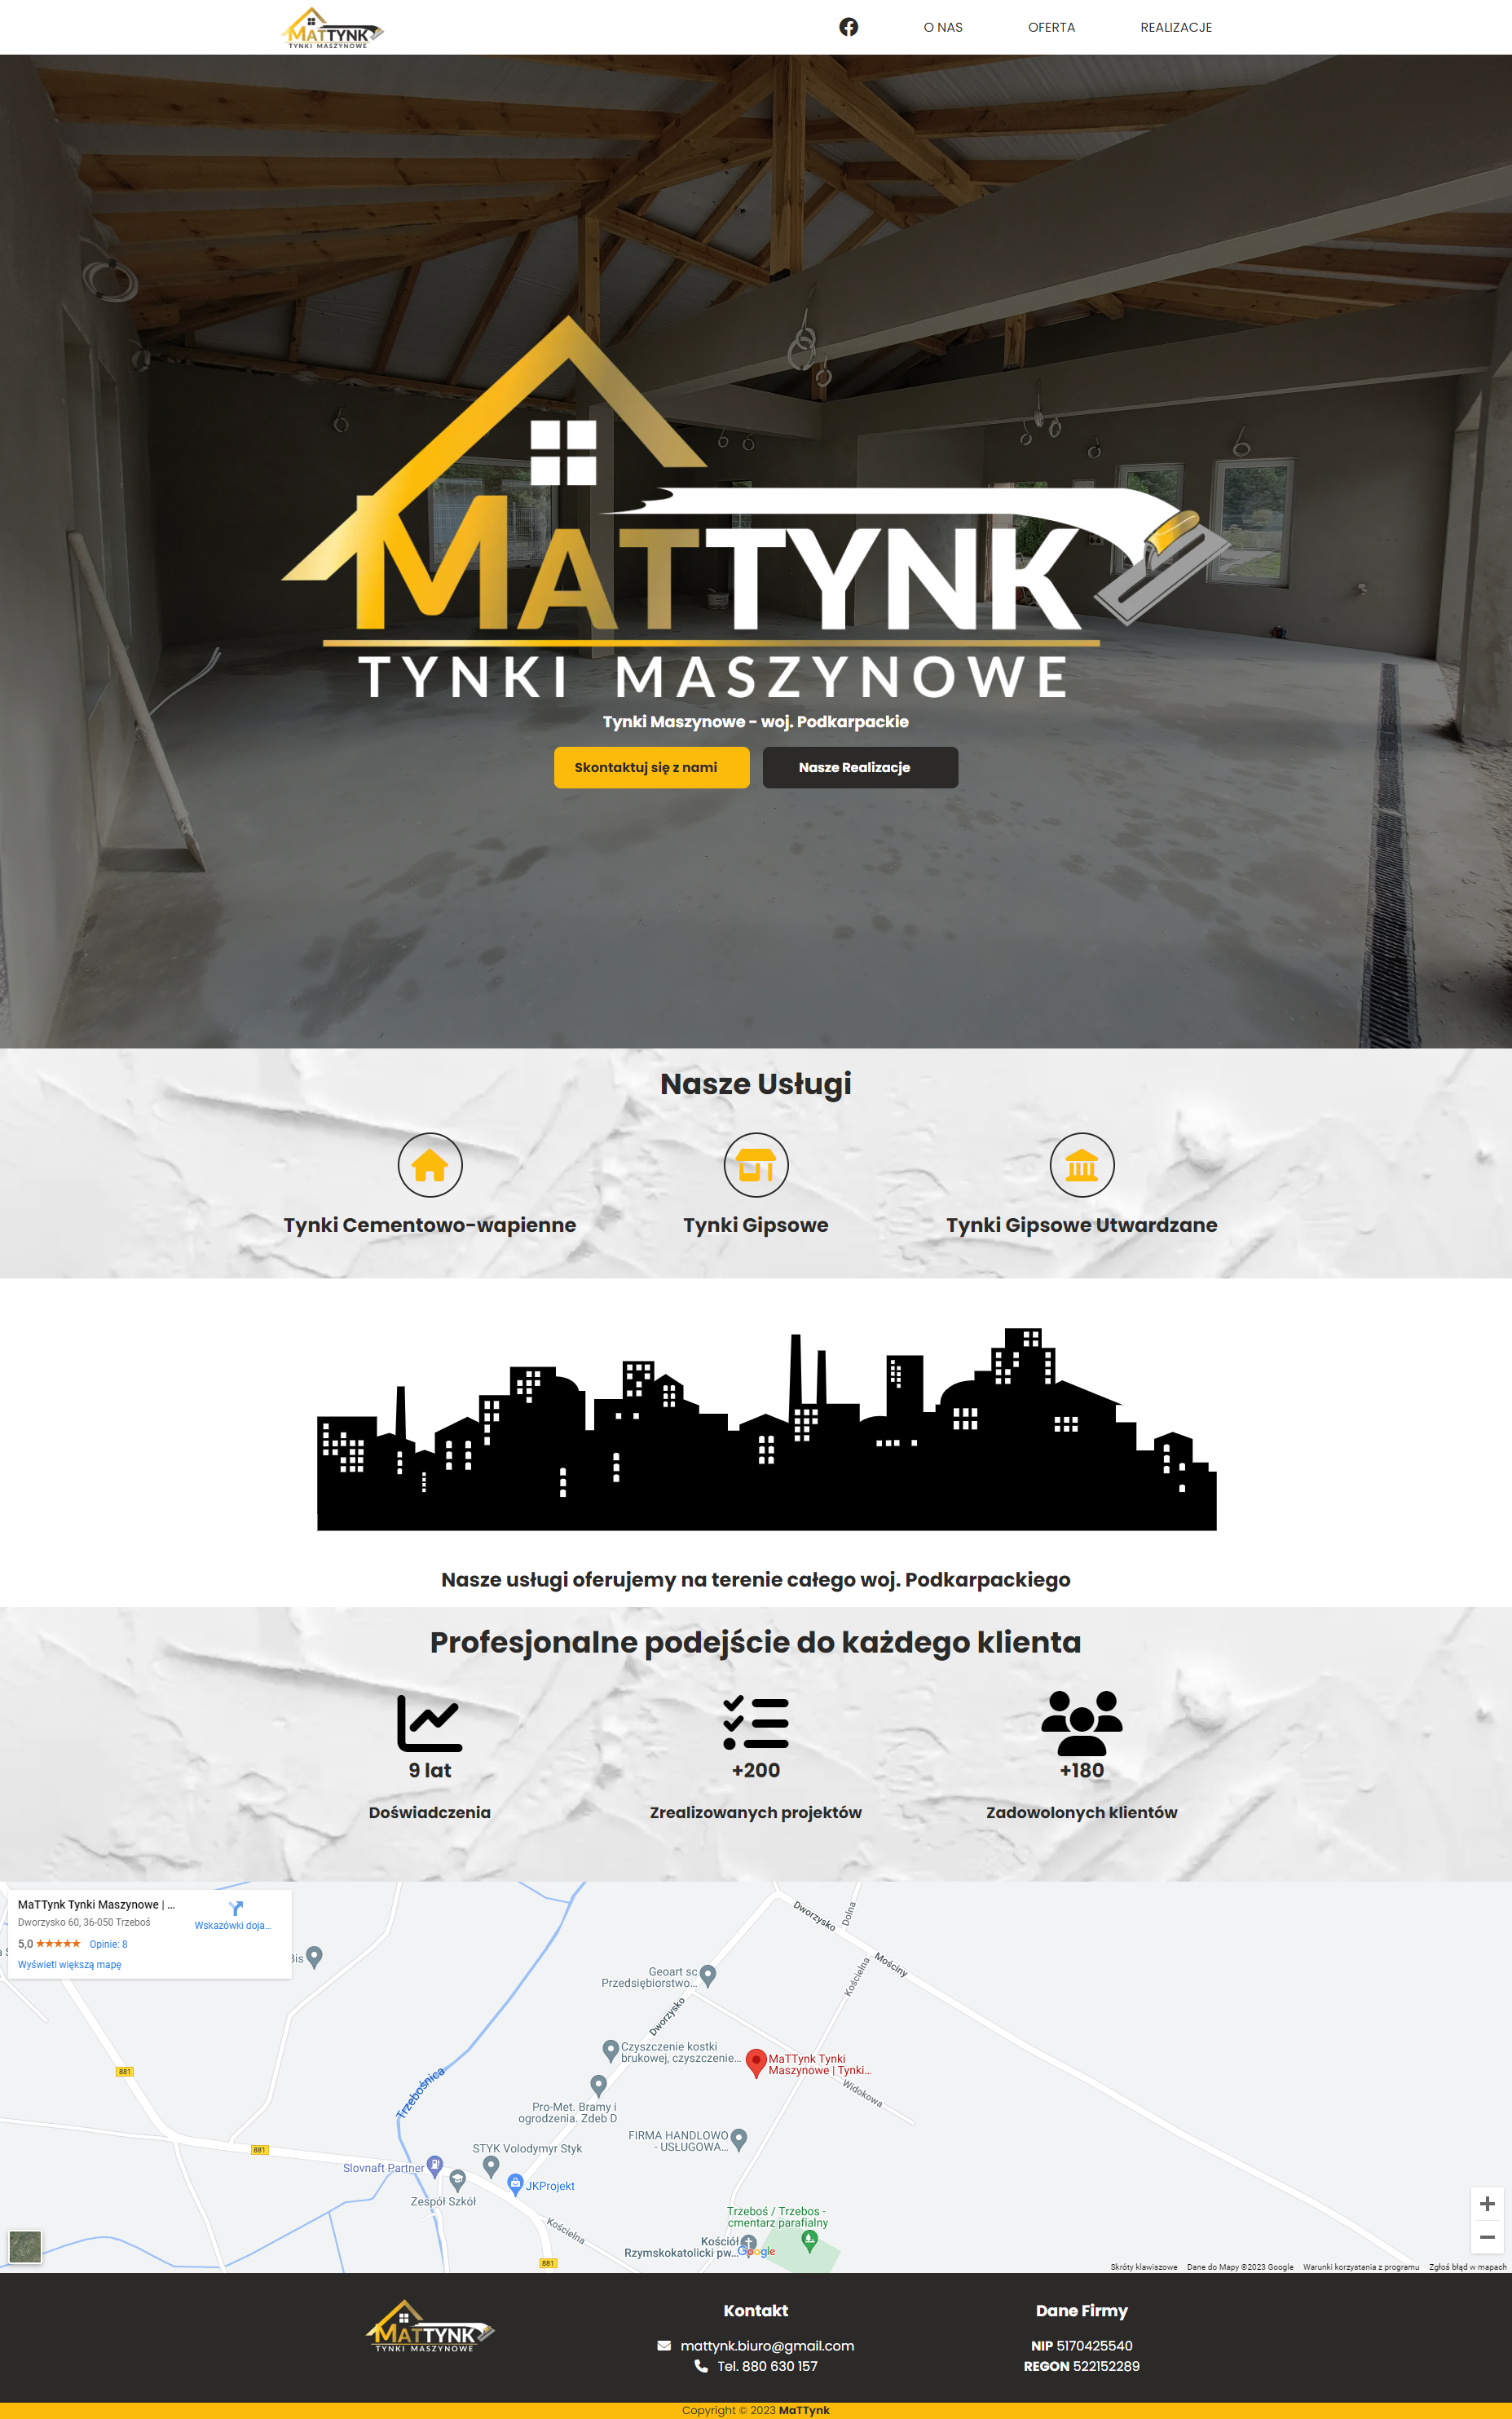 MATTYNK
TYNKI MASZYNOWE
O NAS
OFERTA
REALIZACJE
MATTYNK
TYNKI MASZYNOWE
Tynki Maszynowe - woj. Podkarpackie
Skontaktuj się z nami
Nasze Realizacje
Nasze Usługi
Tynki Cementowo-wapienne
Tynki Gipsowe
Tynki Gipsowe Utwardzane
Nasze usługi oferujemy na terenie całego woj. Podkarpackiego
Profesjonalne podejście do każdego klienta
9 lat
+200
+180
Doświadczenia
Zrealizowanych projektów
Zadowolonych klientów
MaTTynk Tynki Maszynowe | ...
Dworzysko 60, 36-050 Trzeboś
5,0
Opinie: 8
Wyświetl większą mapę
Wskazówki doja...
Dworzysko
Dolna
Mościny
Kościelna
Geoart sc
Przedsiębiorstwo...
Dworzysko
Czyszczenie kostki
brukowej, czyszczenie...
MaTTynk Tynki
Maszynowe | Tynki...
881
Trzebośnica
Widokowa
Pro-Met. Bramy i
ogrodzenia. Zdeb D
FIRMA HANDLOWO
- USŁUGOWA...
881
STYK Volodymyr Styk
Slovnaft Partner
JKProjekt
Zespół Szkół
Kościelna
Trzeboś / Trzebos -
cmentarz parafialny
Kościół
Rzymskokatolicki pw...
Google
881
Skróty klawiszowe
Dane do Mapy ©2023 Google
Warunki korzystania z programu
Zgłoś błąd w mapach
MATTYNK
TYNKI MASZYNOWE
Kontakt
mattynk.biuro@gmail.com
Tel. 880 630 157
Dane Firmy
NIP 5170425540
REGON 522152289
Copyright © 2023 MaTTynk